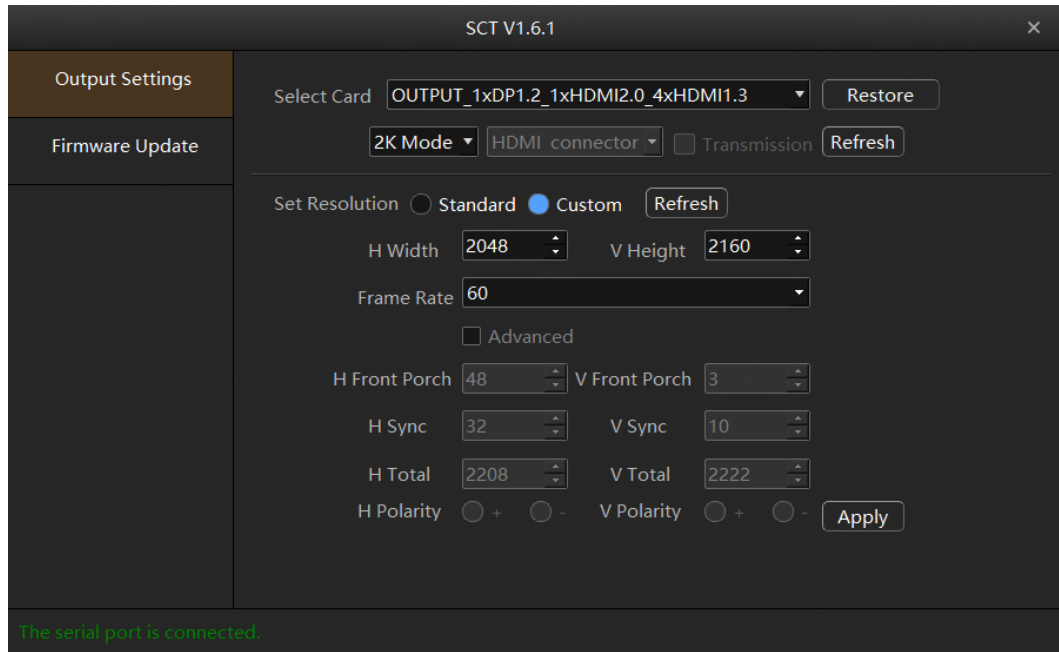 SCT V1.6.1
Output Settings
Firmware Update
Select Card OUTPUT_1xDP1.2_1xHDMI2.0_4xHDMI1.3 Restore
2K Mode HDMI connector Transmission Refresh
Set Resolution Standard Custom Refresh
H Width 2048 V Height 2160
Frame Rate 60
Advanced
H Front Porch 48 V Front Porch 3
H Sync 32 V Sync 10
H Total 2208 V Total 2222
H Polarity + - V Polarity + - Apply
The serial port is connected.